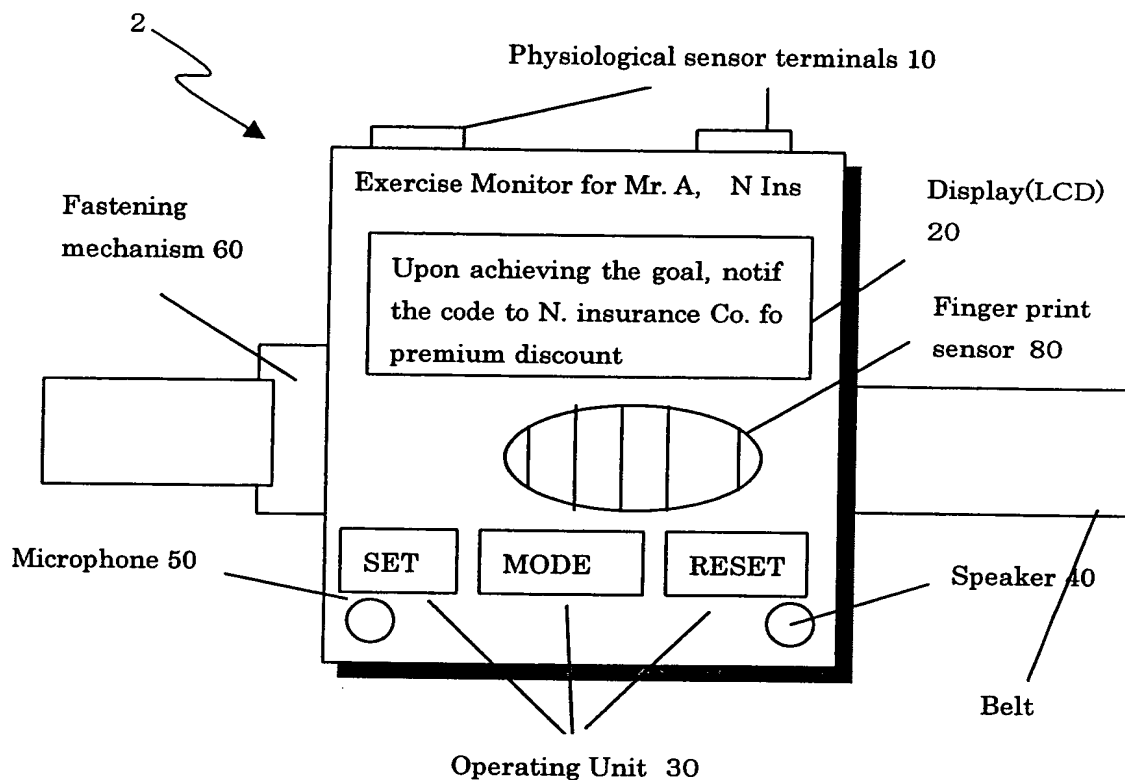 2
Physiological sensor terminals 10
Exercise Monitor for Mr. A, N Ins
Fastening
mechanism 60
Display(LCD)
20
Upon achieving the goal, notif
the code to N. insurance Co. fo
premium discount
Finger print
sensor 80
Microphone 50
SET
MODE
RESET
Speaker 40
Belt
Operating Unit 30